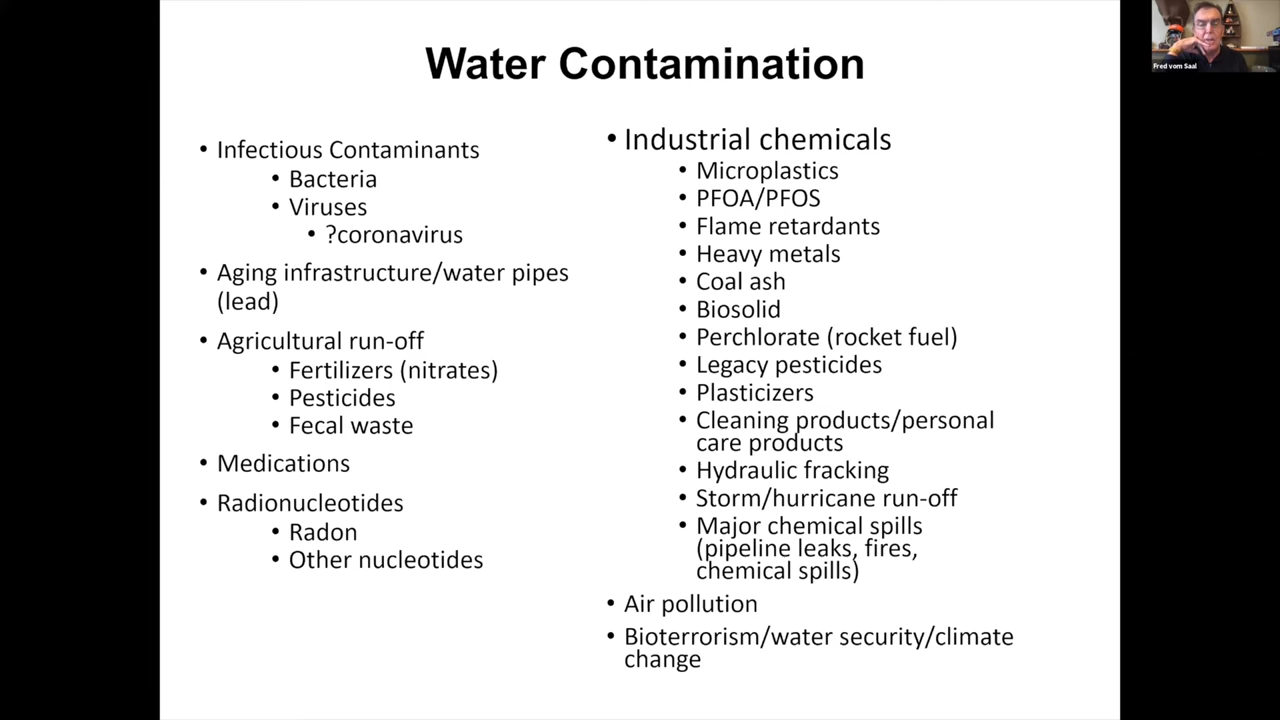 Water Contamination
• Infectious Contaminants
• Bacteria
• Viruses
• ?coronavirus
• Aging infrastructure/water pipes
(lead)
• Agricultural run-off
• Fertilizers (nitrates)
• Pesticides
• Fecal waste
• Medications
• Radionucleotides
• Radon
• Other nucleotides
• Industrial chemicals
• Microplastics
• PFOA/PFOS
• Flame retardants
• Heavy metals
• Coal ash
• Biosolid
• Perchlorate (rocket fuel)
• Legacy pesticides
• Plasticizers
• Cleaning products/personal
care products
• Hydraulic fracking
• Storm/hurricane run-off
• Major chemical spills
(pipeline leaks, fires,
chemical spills)
• Air pollution
• Bioterrorism/water security/climate
change
Fred vom Saal